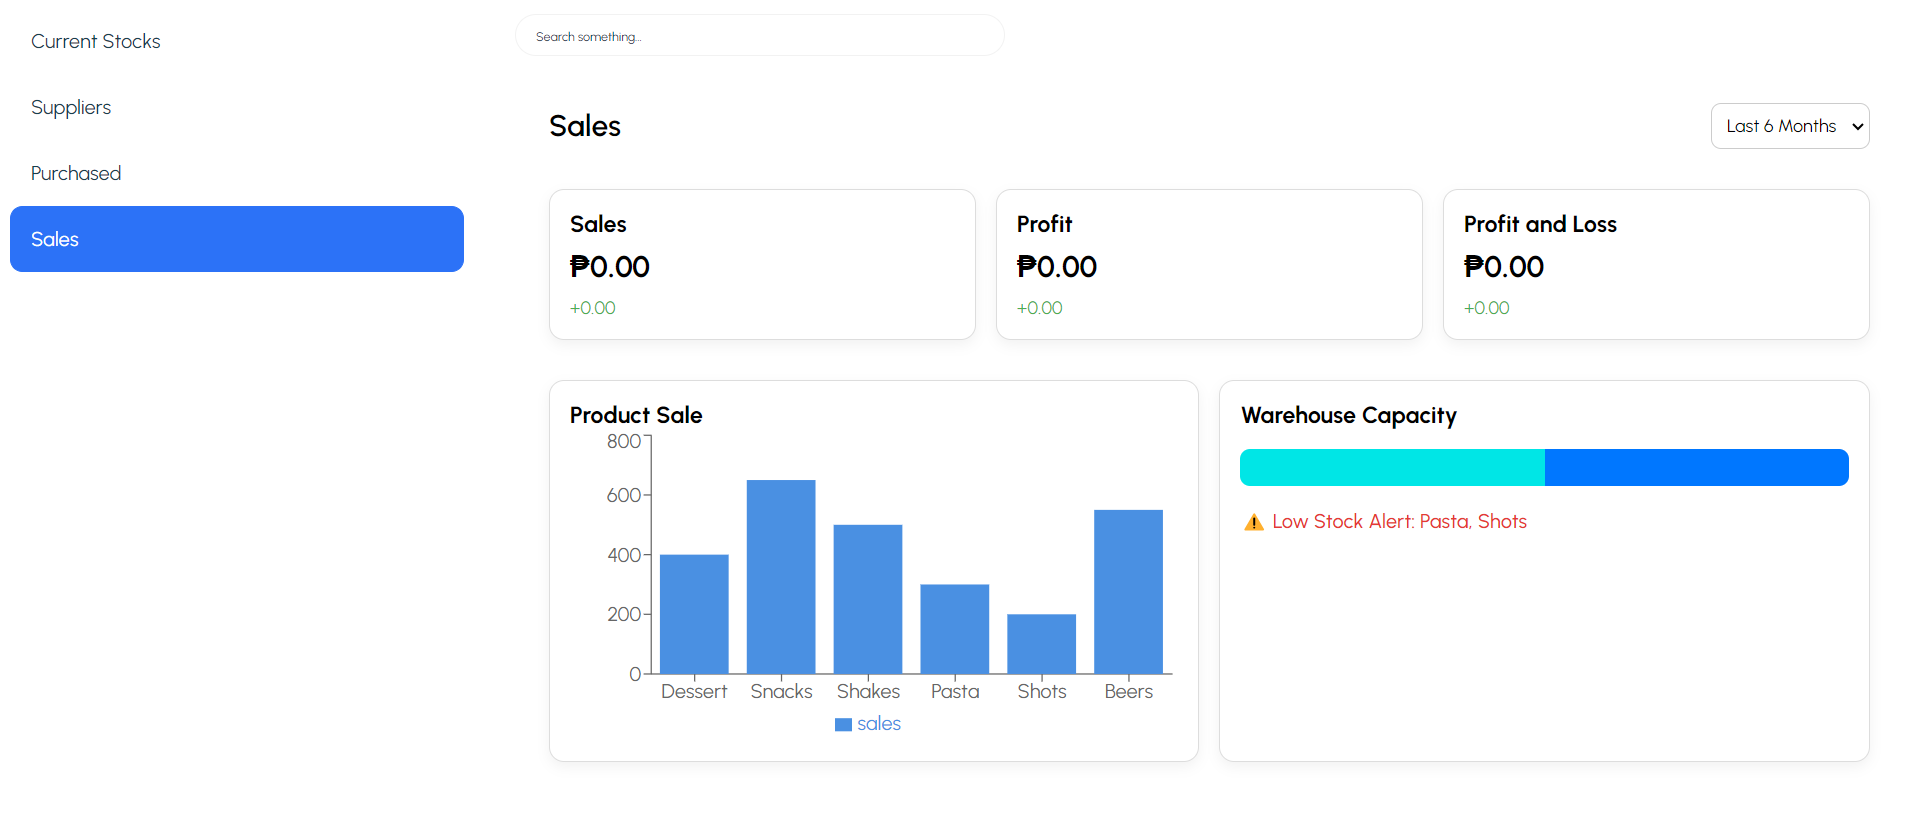 Current Stocks
Suppliers
Purchased
Sales
Search something...
Sales
Last 6 Months
Sales
₱0.00
+0.00
Profit
₱0.00
+0.00
Profit and Loss
₱0.00
+0.00
Product Sale
800
600
400
200
0
Dessert Snacks Shakes Pasta Shots Beers
sales
Warehouse Capacity
⚠️ Low Stock Alert: Pasta, Shots